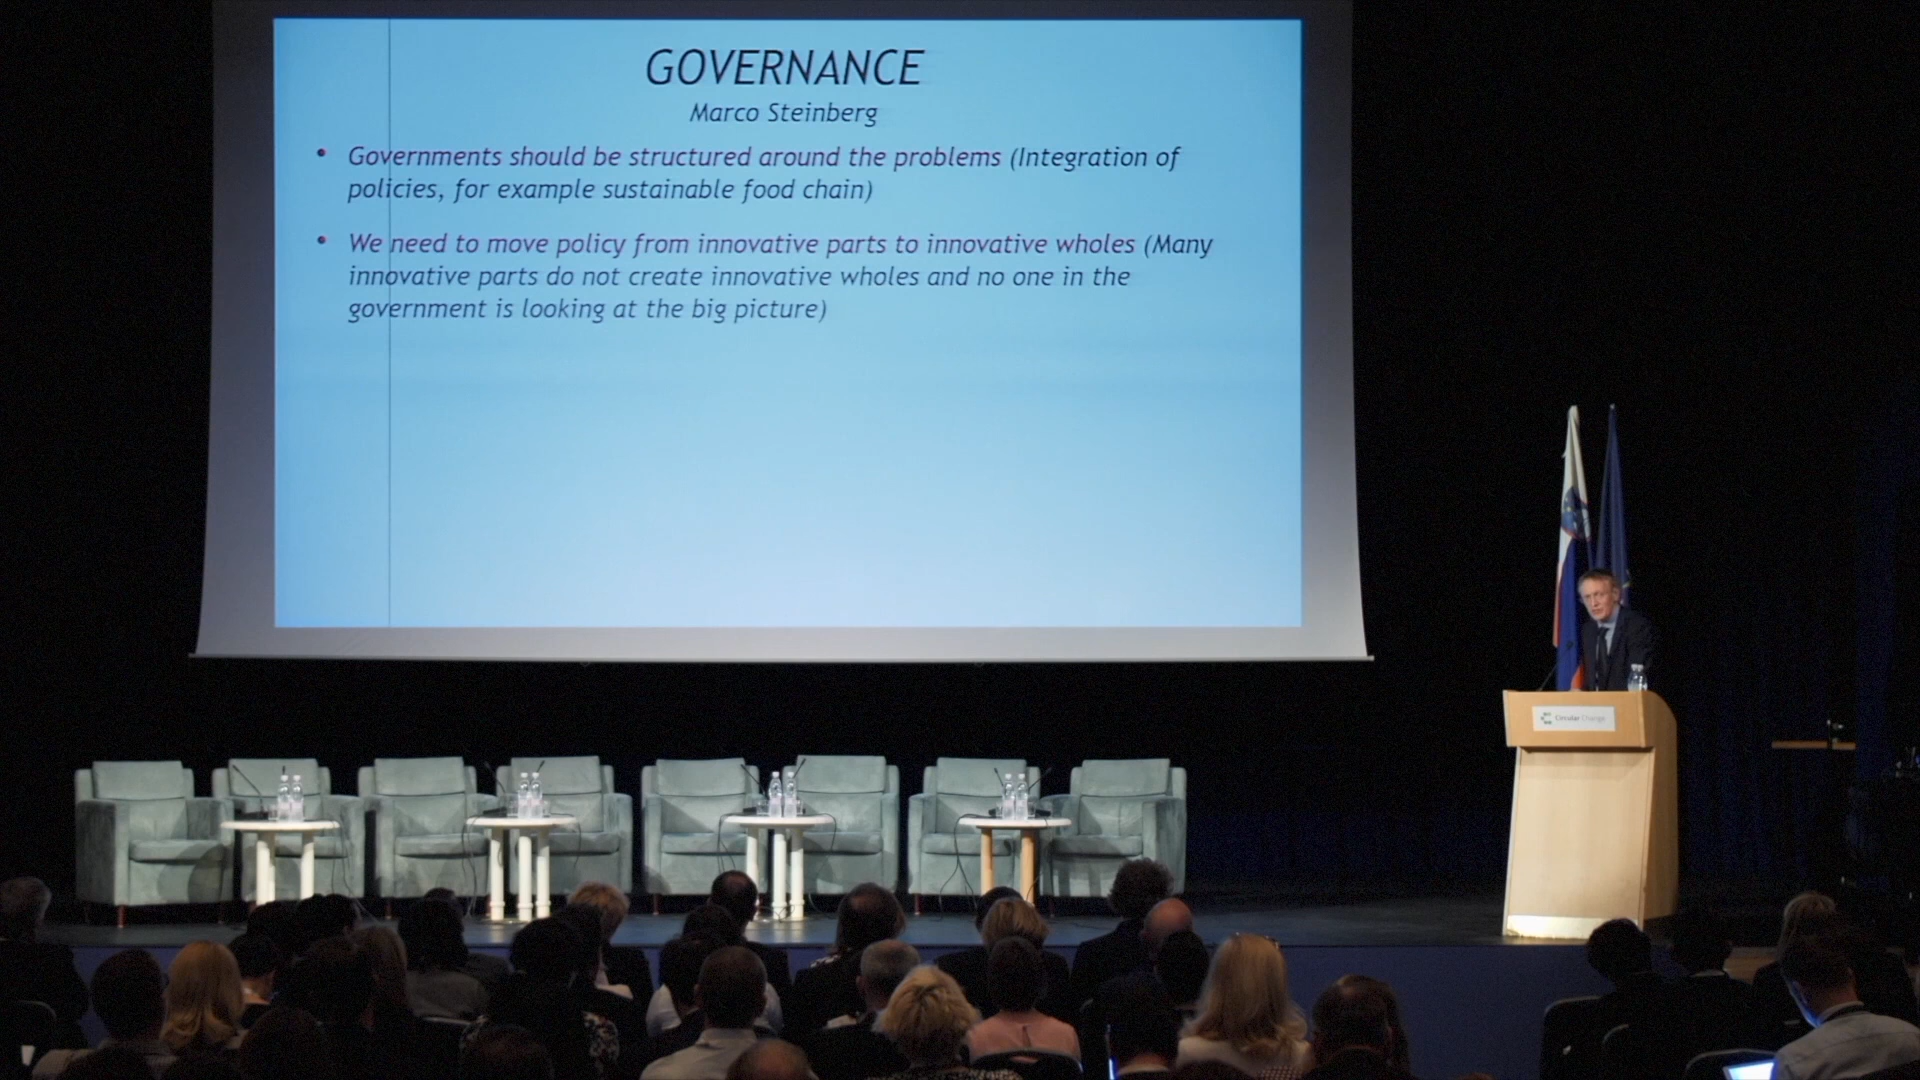 GOVERNANCE
Marco Steinberg
• Governments should be structured around the problems (Integration of
policies, for example sustainable food chain)
• We need to move policy from innovative parts to innovative wholes (Many
innovative parts do not create innovative wholes and no one in the
government is looking at the big picture)
Circular Change